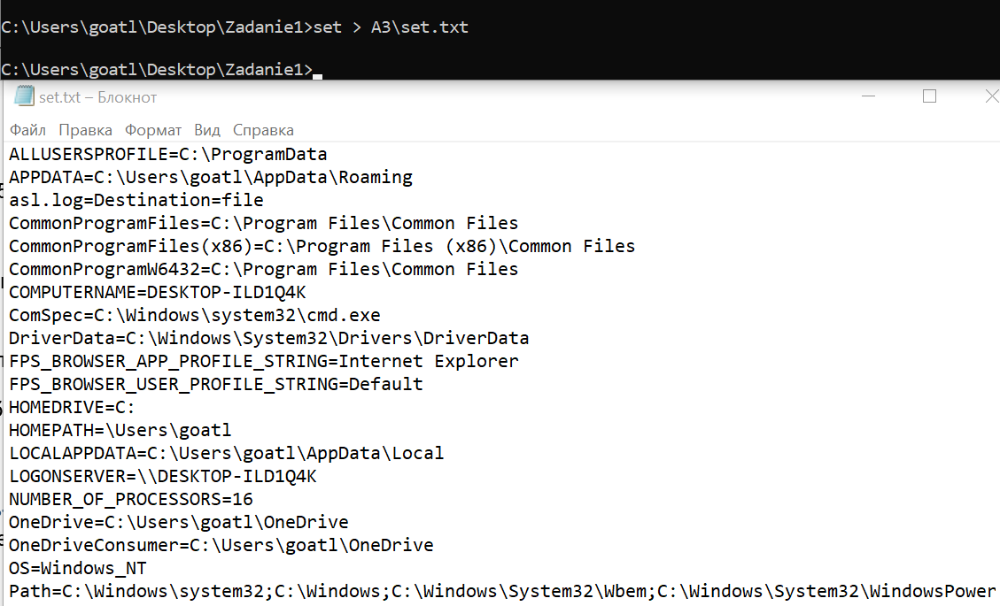 C:\Users\goatl\Desktop\Zadanie1>set > A3\set.txt
C:\Users\goatl\Desktop\Zadanie1>
set.txt – Блокнот
Файл Правка Формат Вид Справка
ALLUSERSPROFILE=C:\ProgramData
APPDATA=C:\Users\goatl\AppData\Roaming
asl.log=Destination=file
CommonProgramFiles=C:\Program Files\Common Files
CommonProgramFiles(x86)=C:\Program Files (x86)\Common Files
CommonProgramW6432=C:\Program Files\Common Files
COMPUTERNAME=DESKTOP-ILD1Q4K
ComSpec=C:\Windows\system32\cmd.exe
DriverData=C:\Windows\System32\Drivers\DriverData
FPS_BROWSER_APP_PROFILE_STRING=Internet Explorer
FPS_BROWSER_USER_PROFILE_STRING=Default
HOMEDRIVE=C:
HOMEPATH=\Users\goatl
LOCALAPPDATA=C:\Users\goatl\AppData\Local
LOGONSERVER=\\DESKTOP-ILD1Q4K
NUMBER_OF_PROCESSORS=16
OneDrive=C:\Users\goatl\OneDrive
OneDriveConsumer=C:\Users\goatl\OneDrive
OS=Windows_NT
Path=C:\Windows\system32;C:\Windows;C:\Windows\System32\Wbem;C:\Windows\System32\WindowsPower